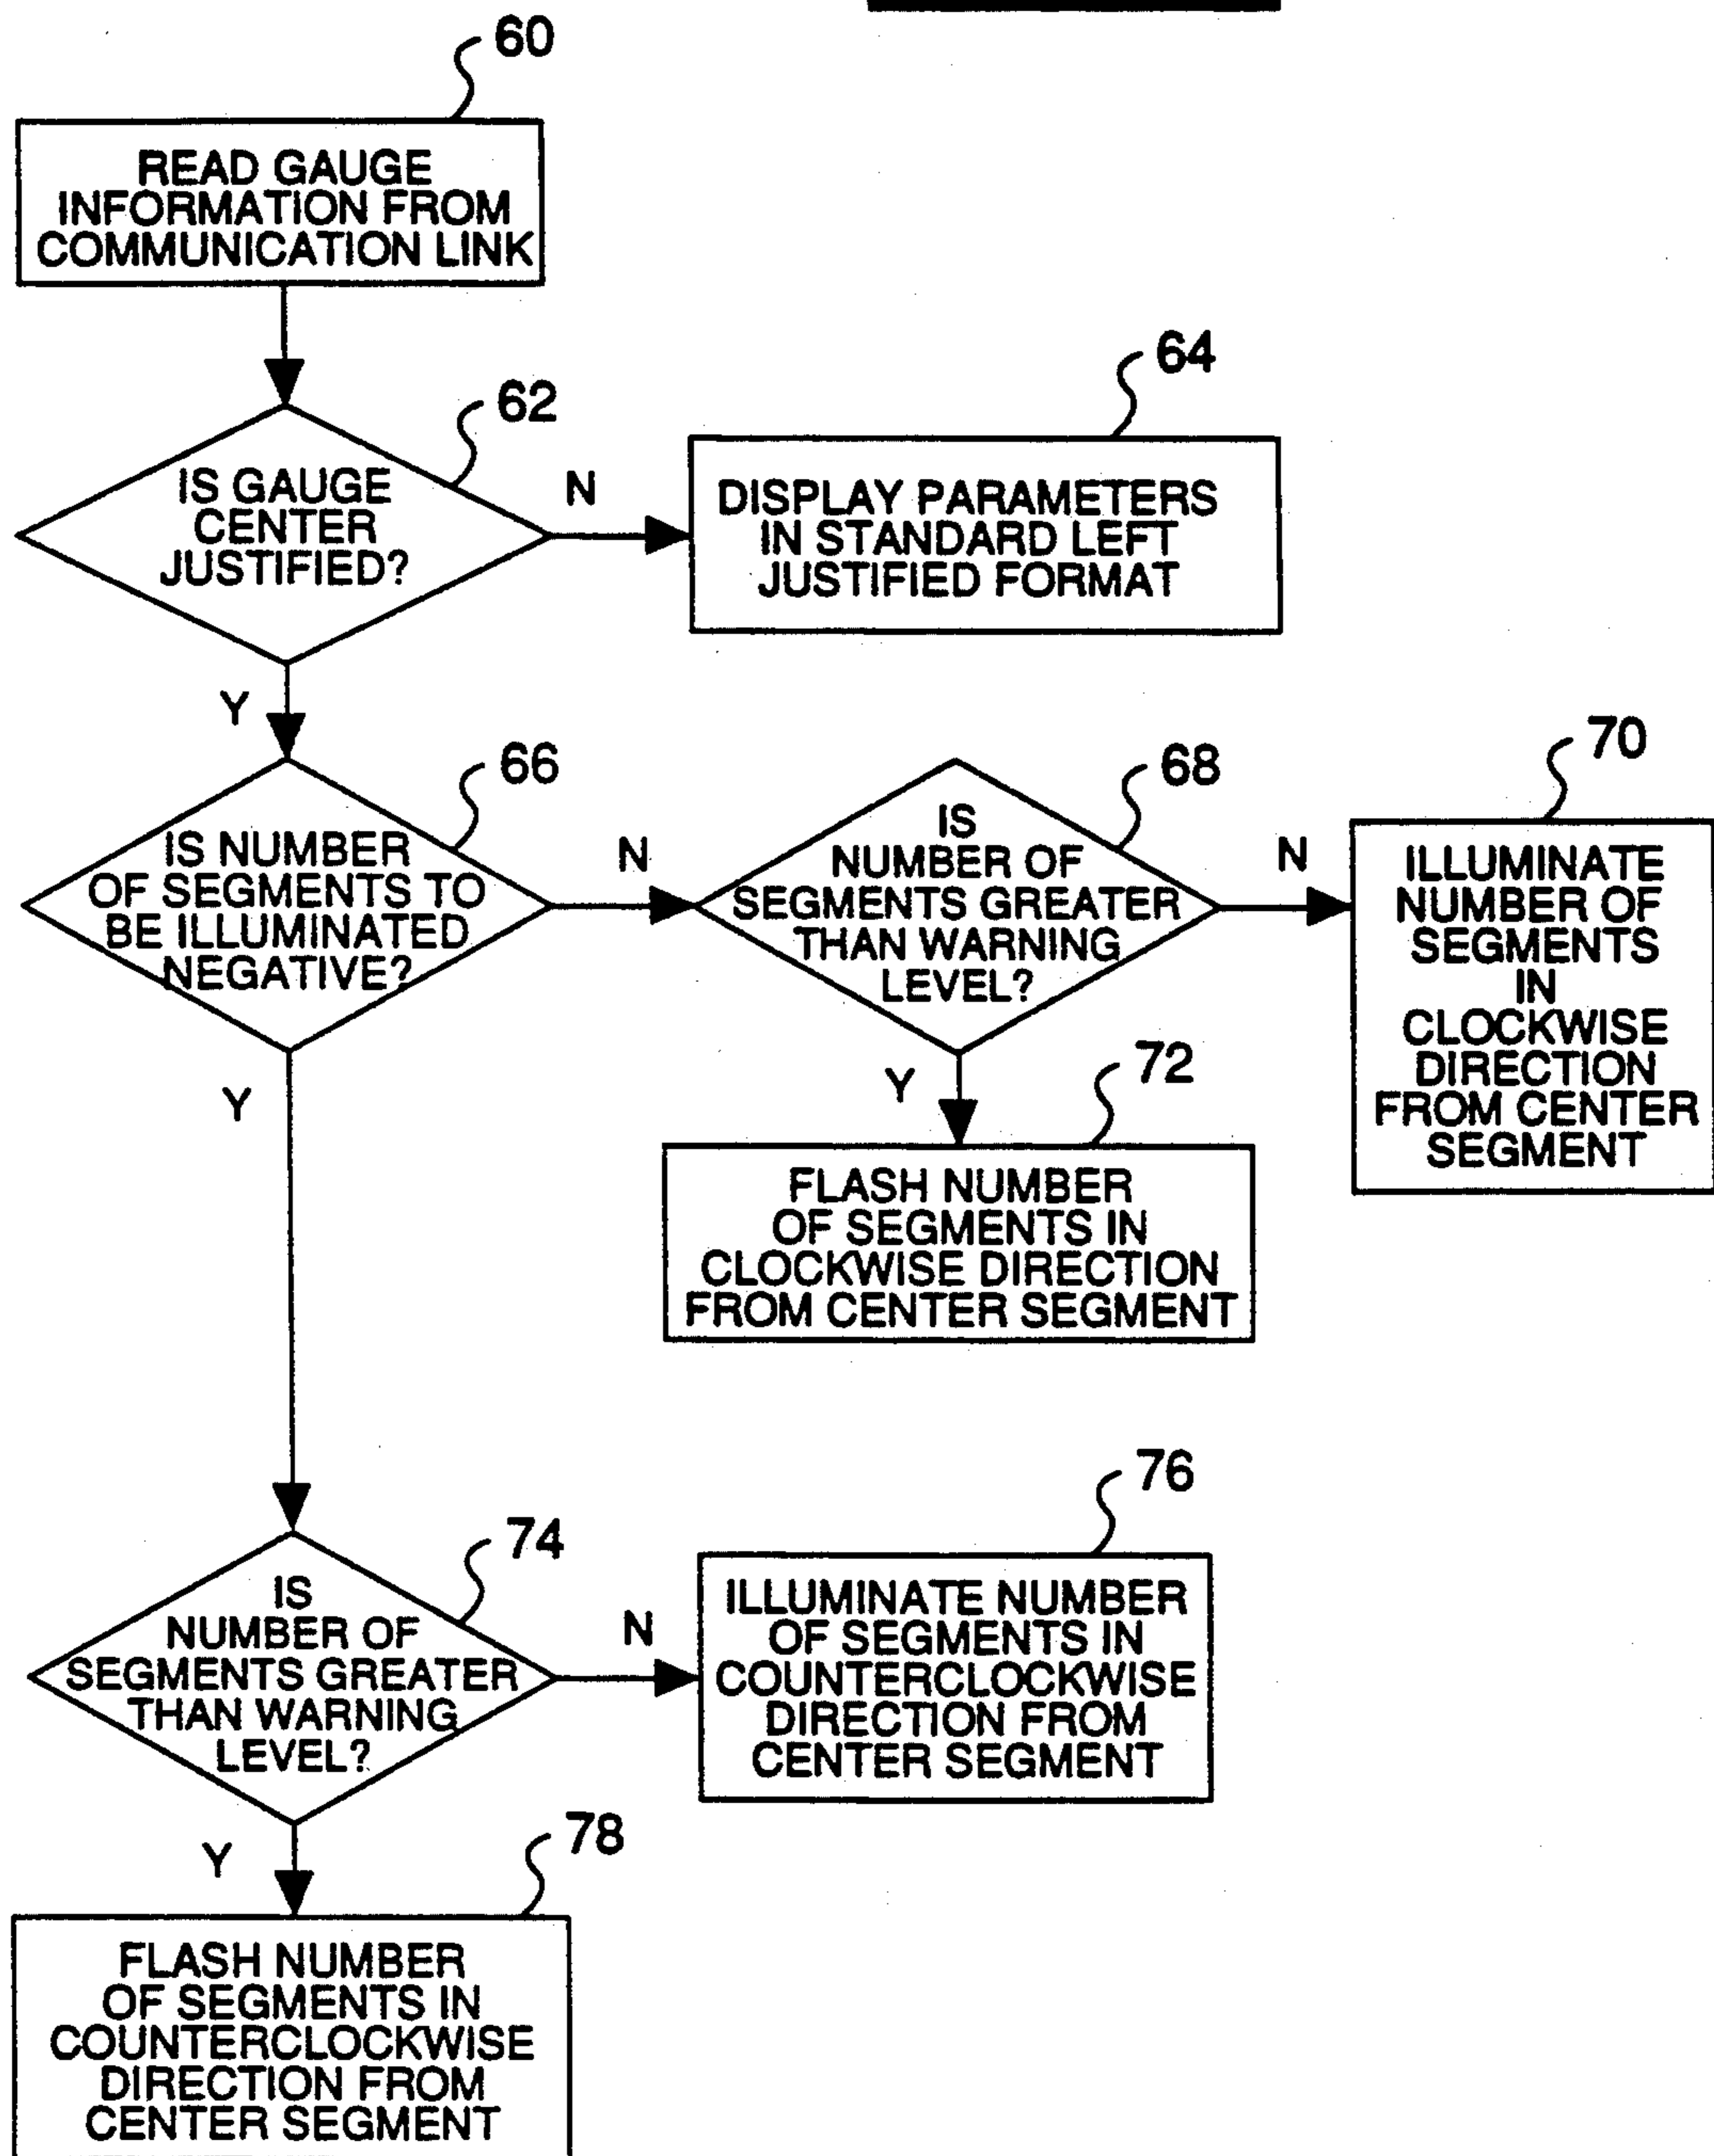 60
READ GAUGE
INFORMATION FROM
COMMUNICATION LINK
62
IS GAUGE
CENTER
JUSTIFIED?
N
64
DISPLAY PARAMETERS
IN STANDARD LEFT
JUSTIFIED FORMAT
Y
66
IS NUMBER
OF SEGMENTS TO
BE ILLUMINATED
NEGATIVE?
N
68
IS
NUMBER OF
SEGMENTS GREATER
THAN WARNING
LEVEL?
N
70
ILLUMINATE
NUMBER OF
SEGMENTS
IN
CLOCKWISE
DIRECTION
FROM CENTER
SEGMENT
Y
72
FLASH NUMBER
OF SEGMENTS IN
CLOCKWISE DIRECTION
FROM CENTER SEGMENT
Y
74
IS
NUMBER OF
SEGMENTS GREATER
THAN WARNING
LEVEL?
N
76
ILLUMINATE NUMBER
OF SEGMENTS IN
COUNTERCLOCKWISE
DIRECTION FROM
CENTER SEGMENT
Y
78
FLASH NUMBER
OF SEGMENTS IN
COUNTERCLOCKWISE
DIRECTION FROM
CENTER SEGMENT